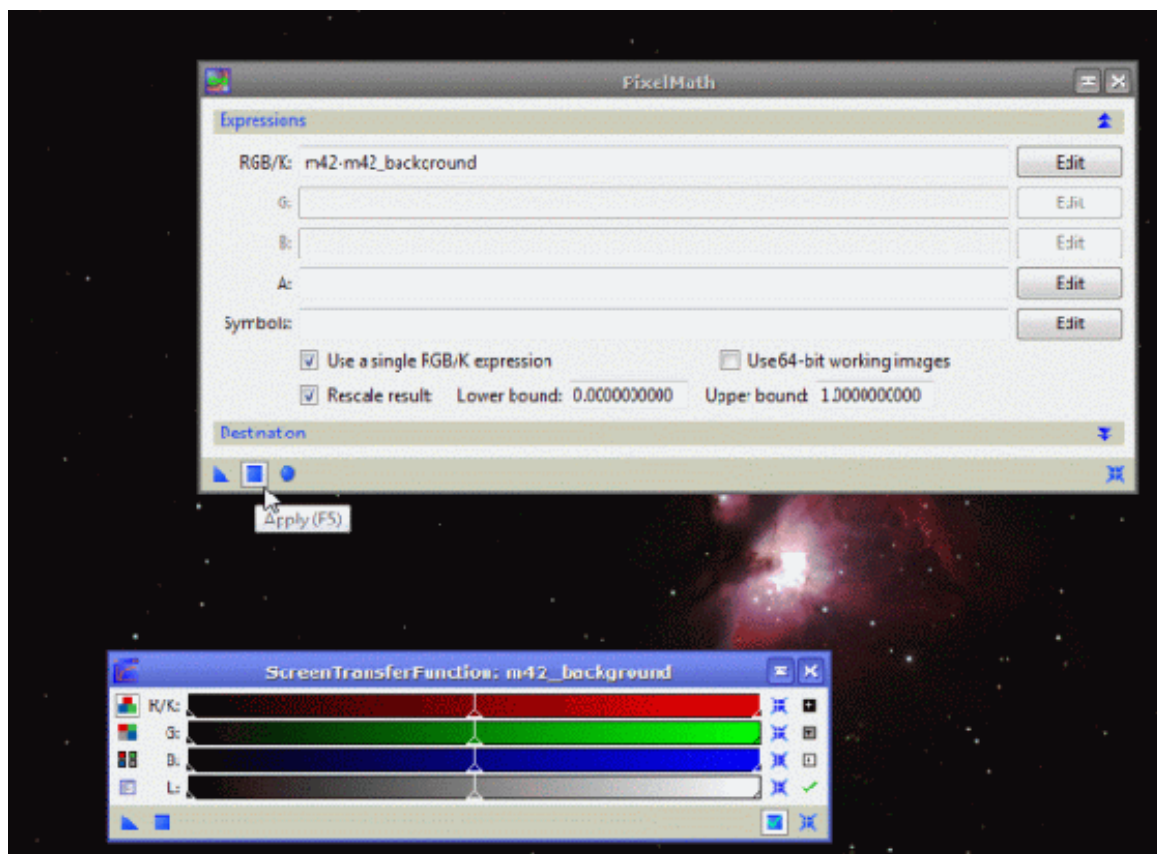 PixelMath
Expressions
RGB/K: m42-m42_background Edit
G: Edit
B: Edit
A: Edit
Symbols: Edit
Use a single RGB/K expression Use 64-bit working images
Rescale result Lower bound: 0.0000000000 Upper bound: 1.0000000000
Destination
Apply (F5)
ScreenTransferFunction: m42_background
R/K:
G:
B:
L: